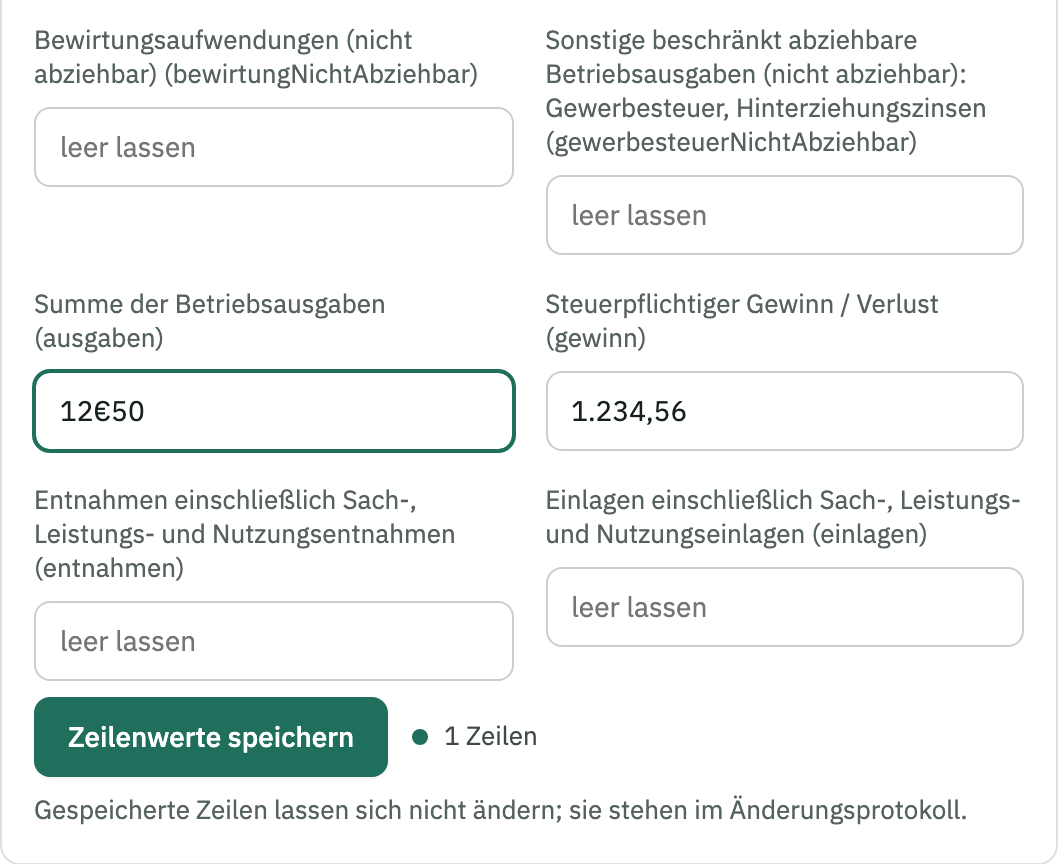 Bewirtungsaufwendungen (nicht
abziehbar) (bewirtungNichtAbziehbar)
leer lassen
Sonstige beschränkt abziehbare
Betriebsausgaben (nicht abziehbar):
Gewerbesteuer, Hinterziehungszinsen
(gewerbesteuerNichtAbziehbar)
leer lassen
Summe der Betriebsausgaben
(ausgaben)
12€50
Steuerpflichtiger Gewinn / Verlust
(gewinn)
1.234,56
Entnahmen einschließlich Sach-,
Leistungs- und Nutzungsentnahmen
(entnahmen)
leer lassen
Einlagen einschließlich Sach-, Leistungs-
und Nutzungseinlagen (einlagen)
leer lassen
Zeilenwerte speichern
1 Zeilen
Gespeicherte Zeilen lassen sich nicht ändern; sie stehen im Änderungsprotokoll.